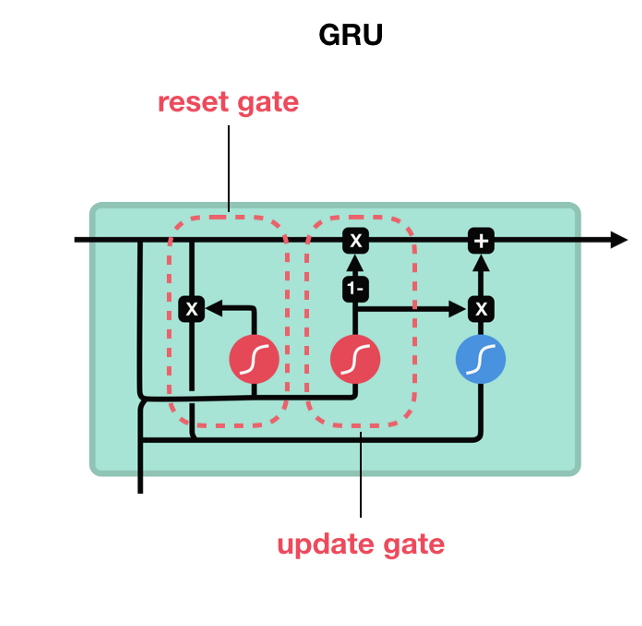 GRU
reset gate
x
+
1-
x
x
update gate